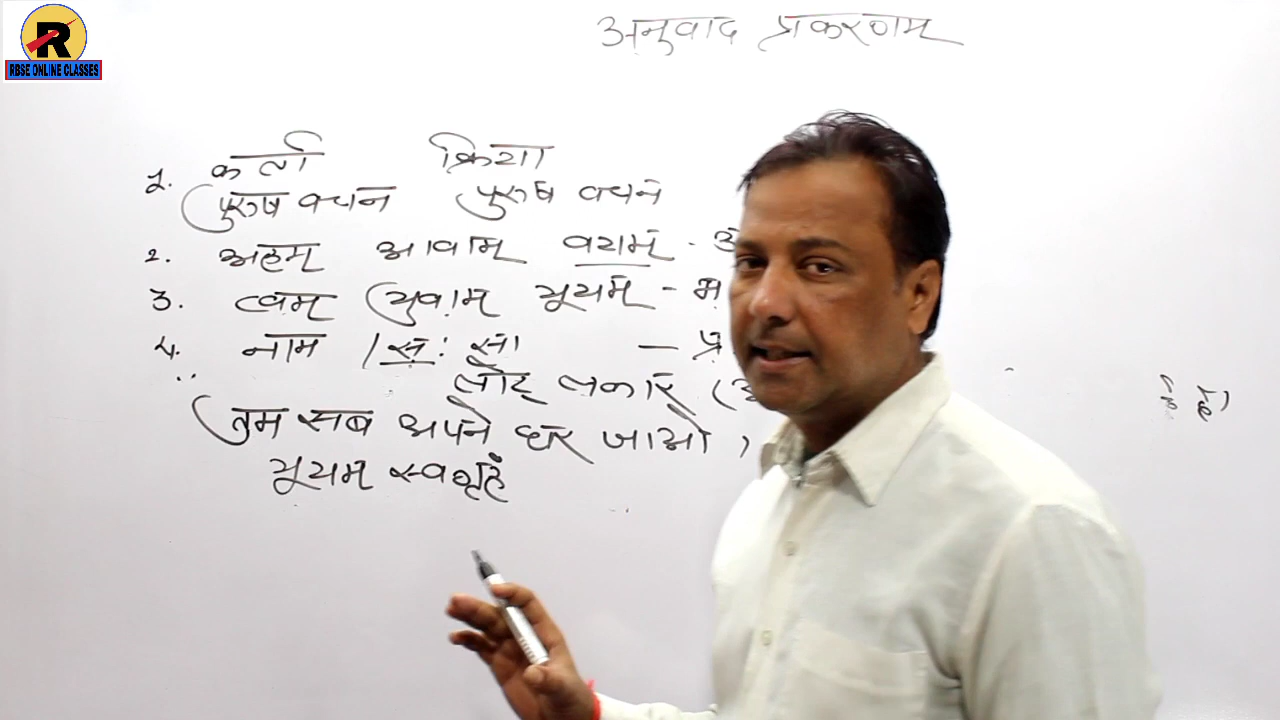 R
RBSE ONLINE CLASSES
अनुवाद प्रकरणम्
1. कर्ता क्रिया
पुरुष वचन पुरुष वचन
2. अहम् आवाम् वयम् -
3. त्वम् युवाम् यूयम् - म
4. नाम / सः सा - प्र
लोट् लकार (
तुम सब अपने घर जाओ ,
यूयम स्वगृहं